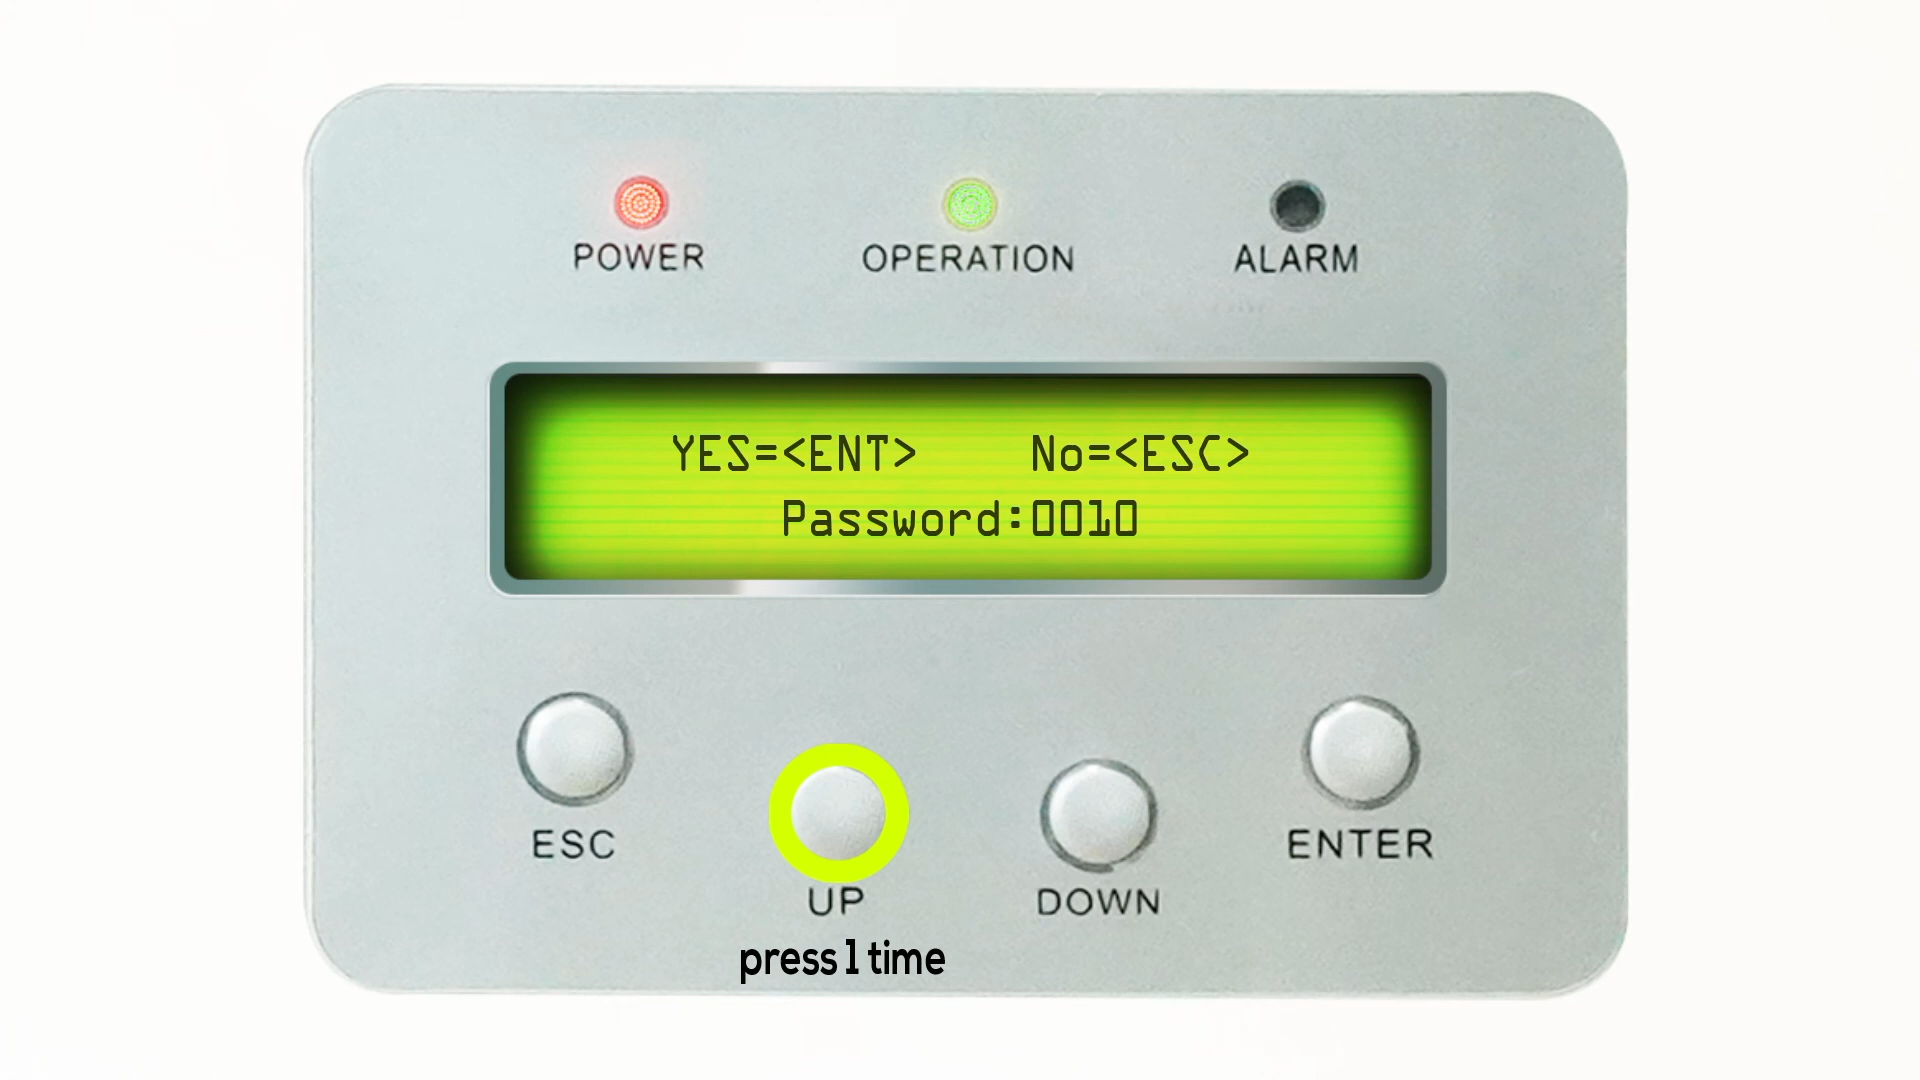 POWER OPERATION ALARM
YES=<ENT> No=<ESC>
Password:0010
ESC UP DOWN ENTER
press 1 time